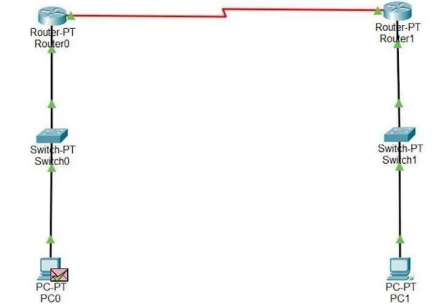 Router-PT
Router0
Router-PT
Router1
Switch-PT
Switch0
Switch-PT
Switch1
PC-PT
PC0
PC-PT
PC1